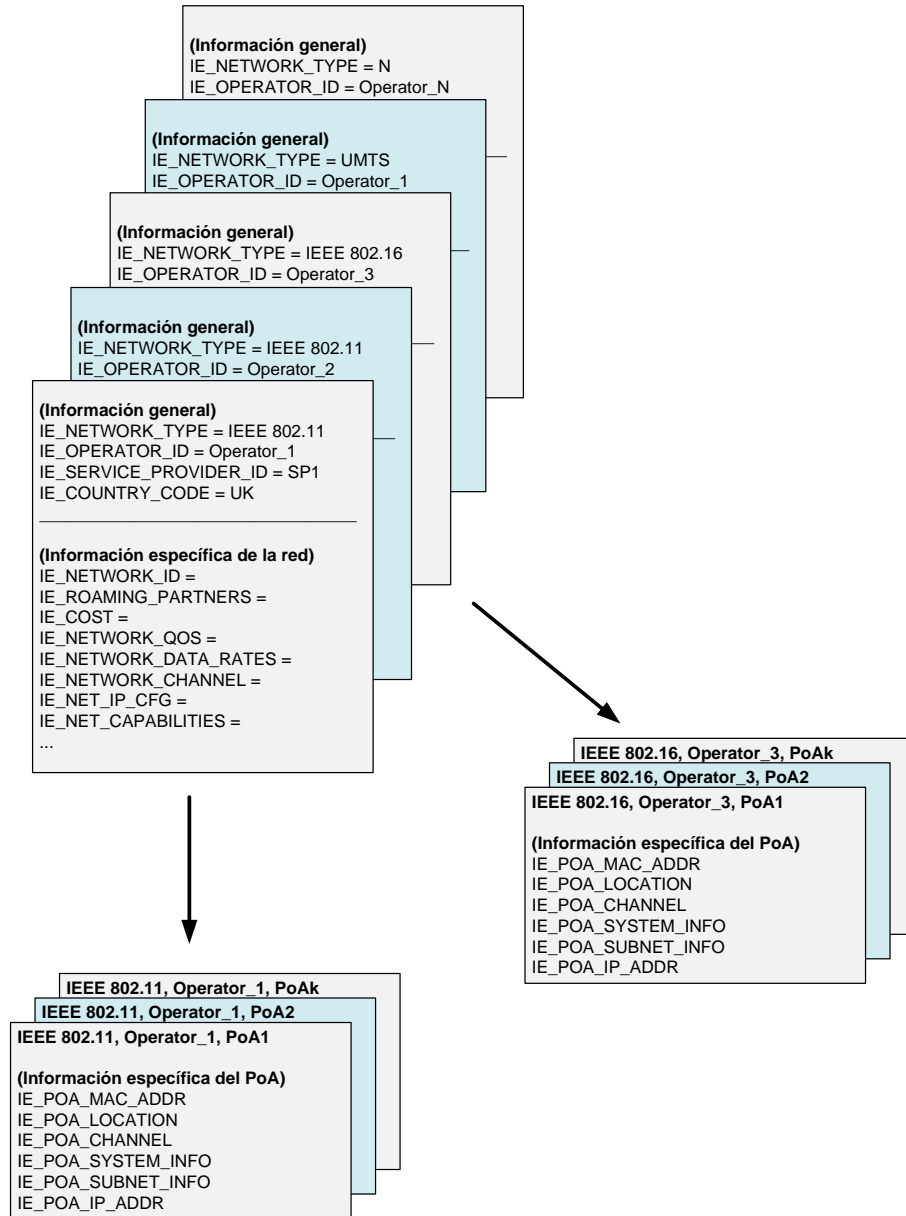 (Información general)
IE_NETWORK_TYPE = N
IE_OPERATOR_ID = Operator_N
(Información general)
IE_NETWORK_TYPE = UMTS
IE_OPERATOR_ID = Operator_1
(Información general)
IE_NETWORK_TYPE = IEEE 802.16
IE_OPERATOR_ID = Operator_3
(Información general)
IE_NETWORK_TYPE = IEEE 802.11
IE_OPERATOR_ID = Operator_2
(Información general)
IE_NETWORK_TYPE = IEEE 802.11
IE_OPERATOR_ID = Operator_1
IE_SERVICE_PROVIDER_ID = SP1
IE_COUNTRY_CODE = UK
(Información específica de la red)
IE_NETWORK_ID =
IE_ROAMING_PARTNERS =
IE_COST =
IE_NETWORK_QOS =
IE_NETWORK_DATA_RATES =
IE_NETWORK_CHANNEL =
IE_NET_IP_CFG =
IE_NET_CAPABILITIES =
...
IEEE 802.16, Operator_3, PoAk
IEEE 802.16, Operator_3, PoA2
IEEE 802.16, Operator_3, PoA1
(Información específica del PoA)
IE_POA_MAC_ADDR
IE_POA_LOCATION
IE_POA_CHANNEL
IE_POA_SYSTEM_INFO
IE_POA_SUBNET_INFO
IE_POA_IP_ADDR
IEEE 802.11, Operator_1, PoAk
IEEE 802.11, Operator_1, PoA2
IEEE 802.11, Operator_1, PoA1
(Información específica del PoA)
IE_POA_MAC_ADDR
IE_POA_LOCATION
IE_POA_CHANNEL
IE_POA_SYSTEM_INFO
IE_POA_SUBNET_INFO
IE_POA_IP_ADDR